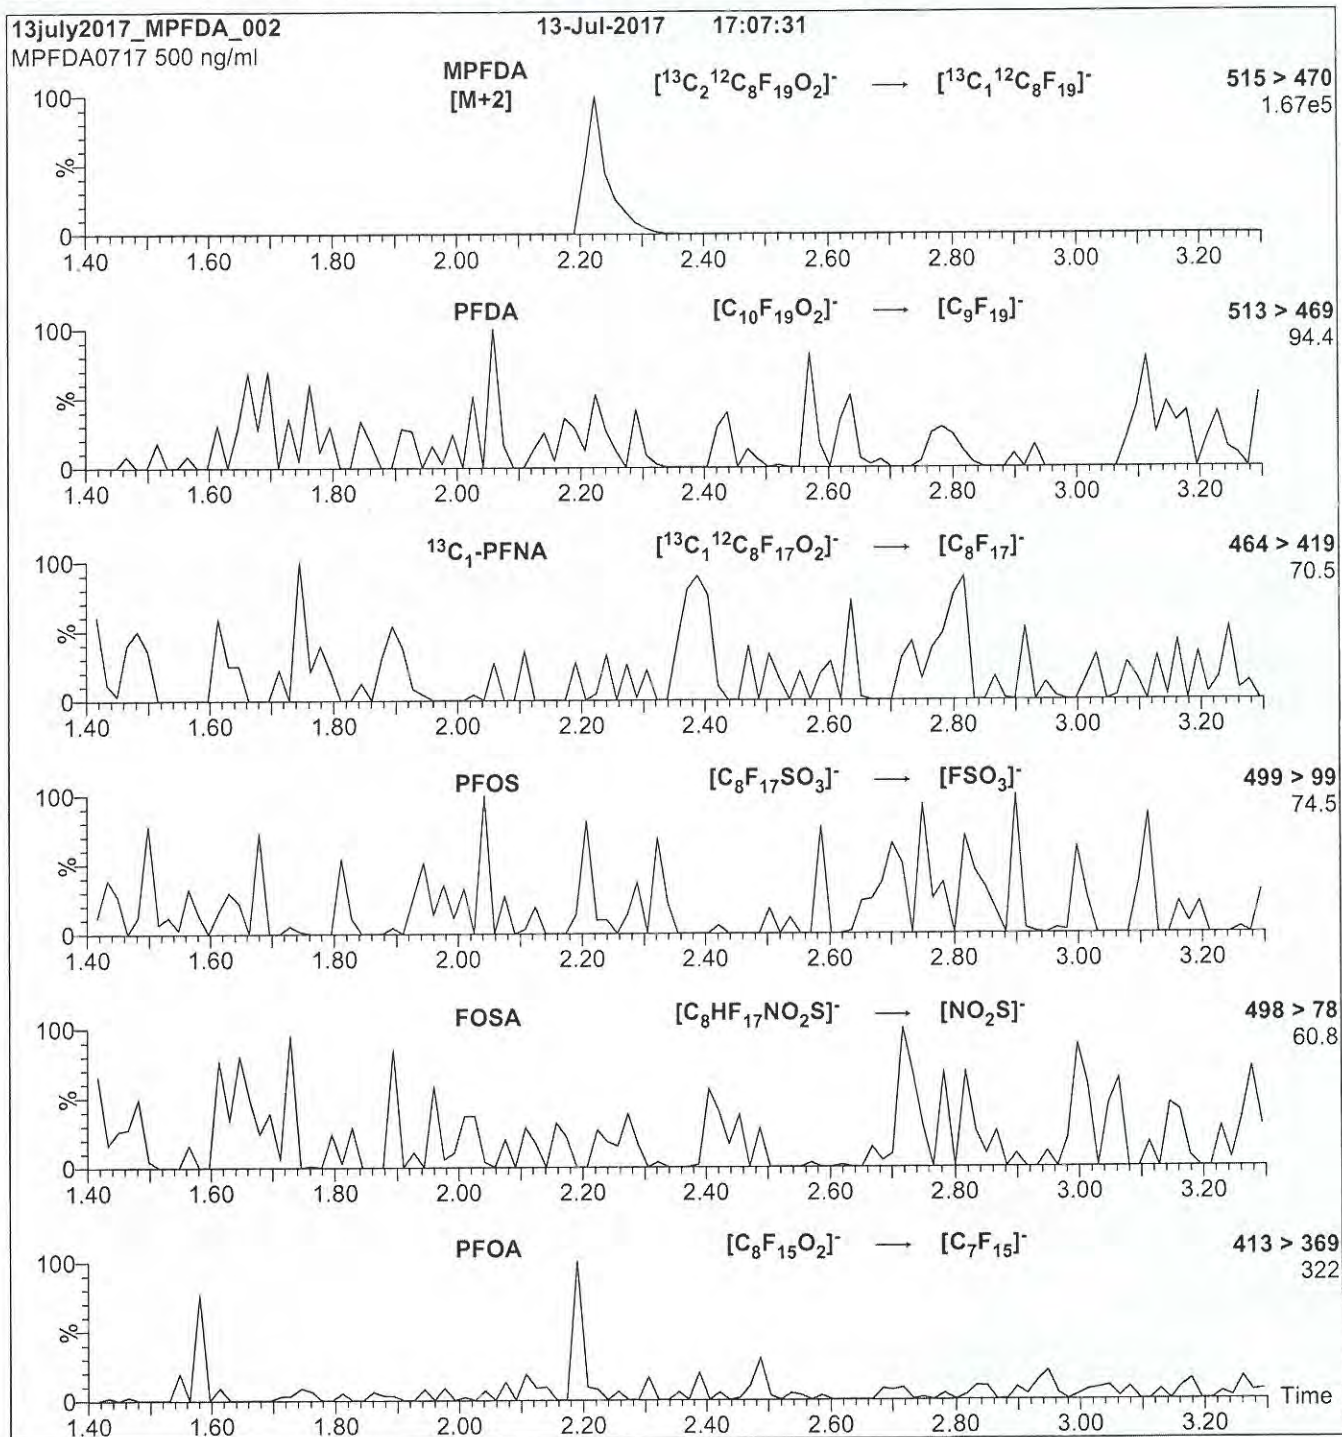 13july2017_MPFDA_002 13-Jul-2017 17:07:31
MPFDA0717 500 ng/ml
MPFDA [¹³C₂¹²C₈F₁₉O₂]⁻ → [¹³C₁¹²C₈F₁₉]⁻ 515 > 470
[M+2] 1.67e5
100
%
0
1.40 1.60 1.80 2.00 2.20 2.40 2.60 2.80 3.00 3.20
PFDA [C₁₀F₁₉O₂]⁻ → [C₉F₁₉]⁻ 513 > 469
94.4
100
%
0
1.40 1.60 1.80 2.00 2.20 2.40 2.60 2.80 3.00 3.20
¹³C₁-PFNA [¹³C₁¹²C₈F₁₇O₂]⁻ → [C₈F₁₇]⁻ 464 > 419
70.5
100
%
0
1.40 1.60 1.80 2.00 2.20 2.40 2.60 2.80 3.00 3.20
PFOS [C₈F₁₇SO₃]⁻ → [FSO₃]⁻ 499 > 99
74.5
100
%
0
1.40 1.60 1.80 2.00 2.20 2.40 2.60 2.80 3.00 3.20
FOSA [C₈HF₁₇NO₂S]⁻ → [NO₂S]⁻ 498 > 78
60.8
100
%
0
1.40 1.60 1.80 2.00 2.20 2.40 2.60 2.80 3.00 3.20
PFOA [C₈F₁₅O₂]⁻ → [C₇F₁₅]⁻ 413 > 369
322
100
%
0
Time
1.40 1.60 1.80 2.00 2.20 2.40 2.60 2.80 3.00 3.20